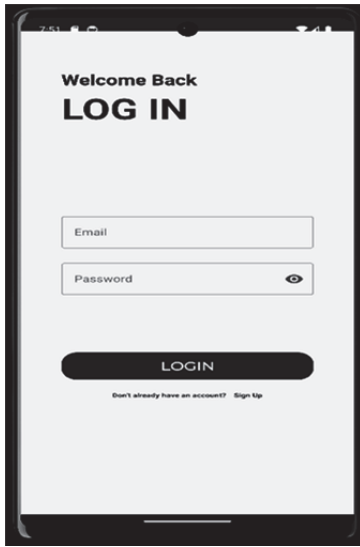 7:51
Welcome Back
LOG IN
Email
Password
LOGIN
Don't already have an account? Sign Up